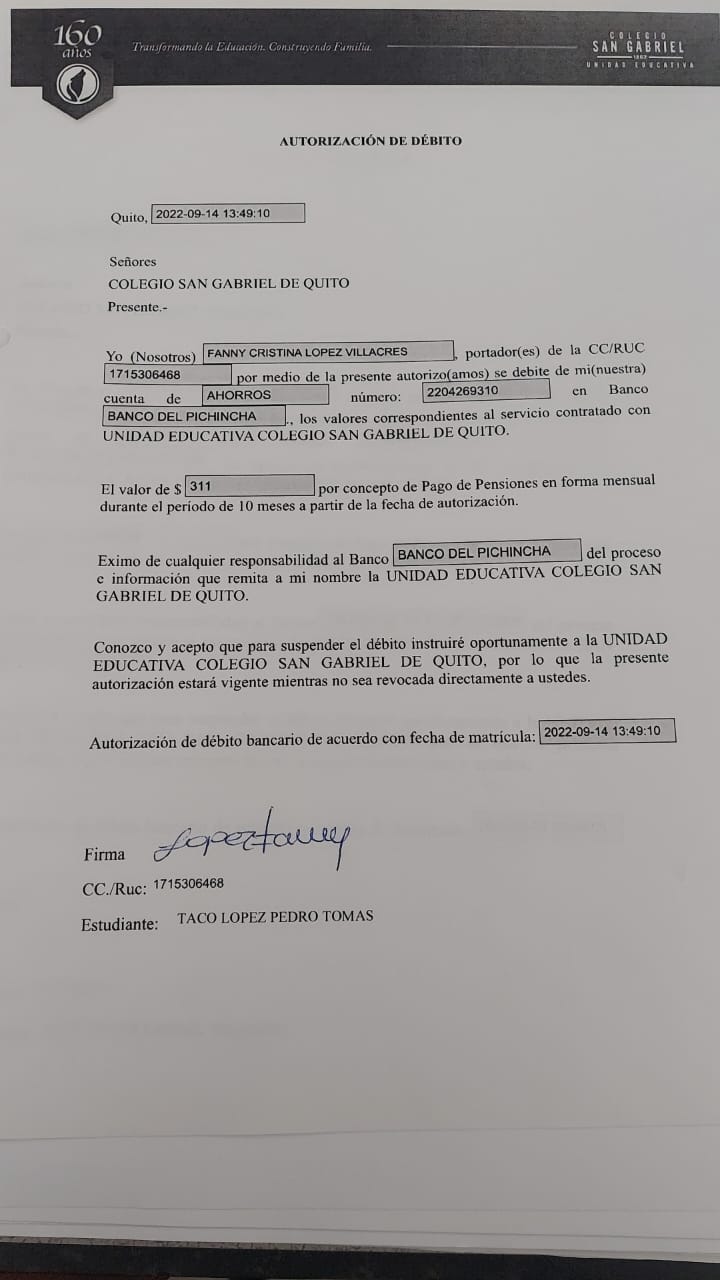 160
años
Transformando la Educación. Construyendo Familia.
COLEGIO
SAN GABRIEL
1862
UNIDAD EDUCATIVA
AUTORIZACIÓN DE DÉBITO
Quito, 2022-09-14 13:49:10
Señores
COLEGIO SAN GABRIEL DE QUITO
Presente.-
Yo (Nosotros) FANNY CRISTINA LOPEZ VILLACRES, portador(es) de la CC/RUC
1715306468 por medio de la presente autorizo(amos) se debite de mi(nuestra)
cuenta de AHORROS número: 2204269310 en Banco
BANCO DEL PICHINCHA., los valores correspondientes al servicio contratado con
UNIDAD EDUCATIVA COLEGIO SAN GABRIEL DE QUITO.
El valor de $ 311 por concepto de Pago de Pensiones en forma mensual
durante el período de 10 meses a partir de la fecha de autorización.
Eximo de cualquier responsabilidad al Banco BANCO DEL PICHINCHA del proceso
e información que remita a mi nombre la UNIDAD EDUCATIVA COLEGIO SAN
GABRIEL DE QUITO.
Conozco y acepto que para suspender el débito instruiré oportunamente a la UNIDAD
EDUCATIVA COLEGIO SAN GABRIEL DE QUITO, por lo que la presente
autorización estará vigente mientras no sea revocada directamente a ustedes.
Autorización de débito bancario de acuerdo con fecha de matrícula: 2022-09-14 13:49:10
Firma LopezFanny
CC./Ruc: 1715306468
Estudiante: TACO LOPEZ PEDRO TOMAS